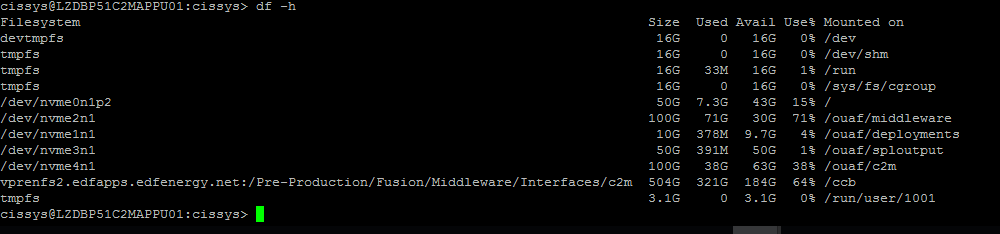 cissys@LZDBP51C2MAPPU01:cissys> df -h
Filesystem Size Used Avail Use% Mounted on
devtmpfs 16G 0 16G 0% /dev
tmpfs 16G 0 16G 0% /dev/shm
tmpfs 16G 33M 16G 1% /run
tmpfs 16G 0 16G 0% /sys/fs/cgroup
/dev/nvme0n1p2 50G 7.3G 43G 15% /
/dev/nvme2n1 100G 71G 30G 71% /ouaf/middleware
/dev/nvme1n1 10G 378M 9.7G 4% /ouaf/deployments
/dev/nvme3n1 50G 391M 50G 1% /ouaf/sploutput
/dev/nvme4n1 100G 38G 63G 38% /ouaf/c2m
vprenfs2.edfapps.edfenergy.net:/Pre-Production/Fusion/Middleware/Interfaces/c2m 504G 321G 184G 64% /ccb
tmpfs 3.1G 0 3.1G 0% /run/user/1001
cissys@LZDBP51C2MAPPU01:cissys>